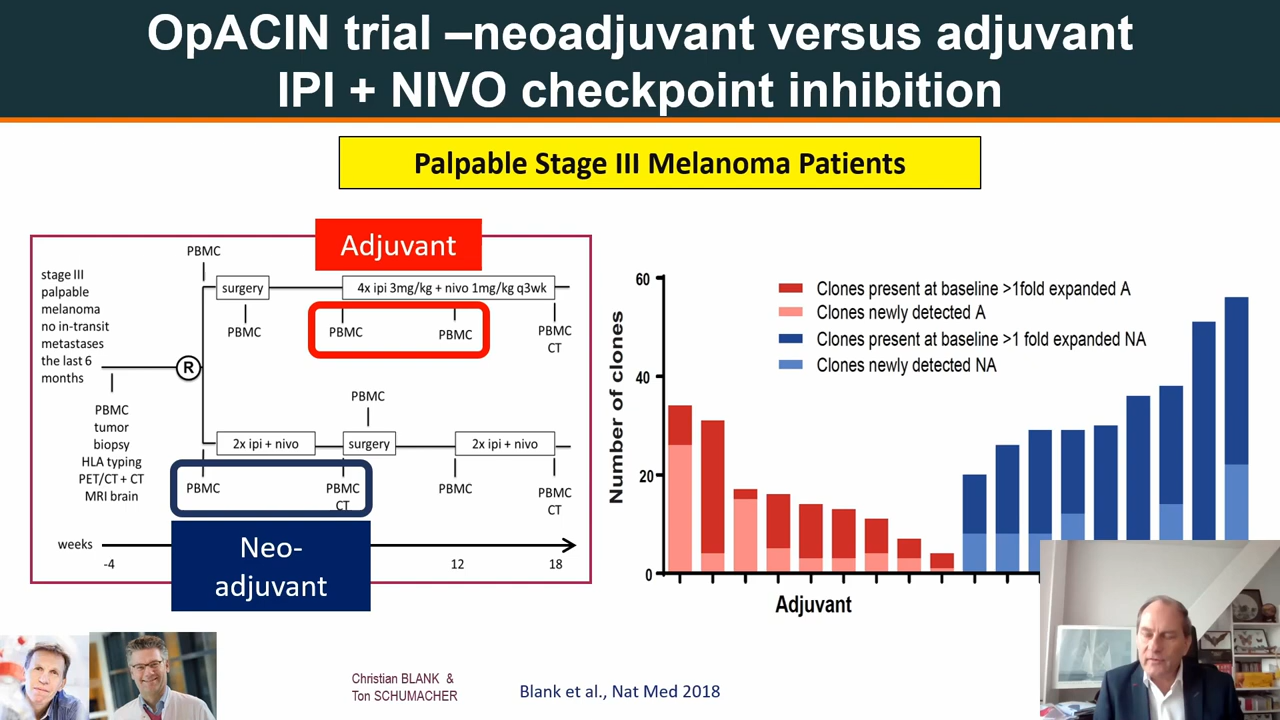 OpACIN trial –neoadjuvant versus adjuvant
IPI + NIVO checkpoint inhibition
Palpable Stage III Melanoma Patients
Adjuvant
PBMC
stage III
palpable
melanoma
no in-transit
metastases
the last 6
months
surgery
4x ipi 3mg/kg + nivo 1mg/kg q3wk
PBMC
PBMC
PBMC
PBMC
CT
R
PBMC
tumor
biopsy
HLA typing
PET/CT + CT
MRI brain
PBMC
2x ipi + nivo
surgery
2x ipi + nivo
PBMC
PBMC
CT
PBMC
PBMC
CT
weeks
-4
12
18
Neo-
adjuvant
Number of clones
60
40
20
0
Clones present at baseline >1fold expanded A
Clones newly detected A
Clones present at baseline >1 fold expanded NA
Clones newly detected NA
Adjuvant
Christian BLANK &
Ton SCHUMACHER
Blank et al., Nat Med 2018